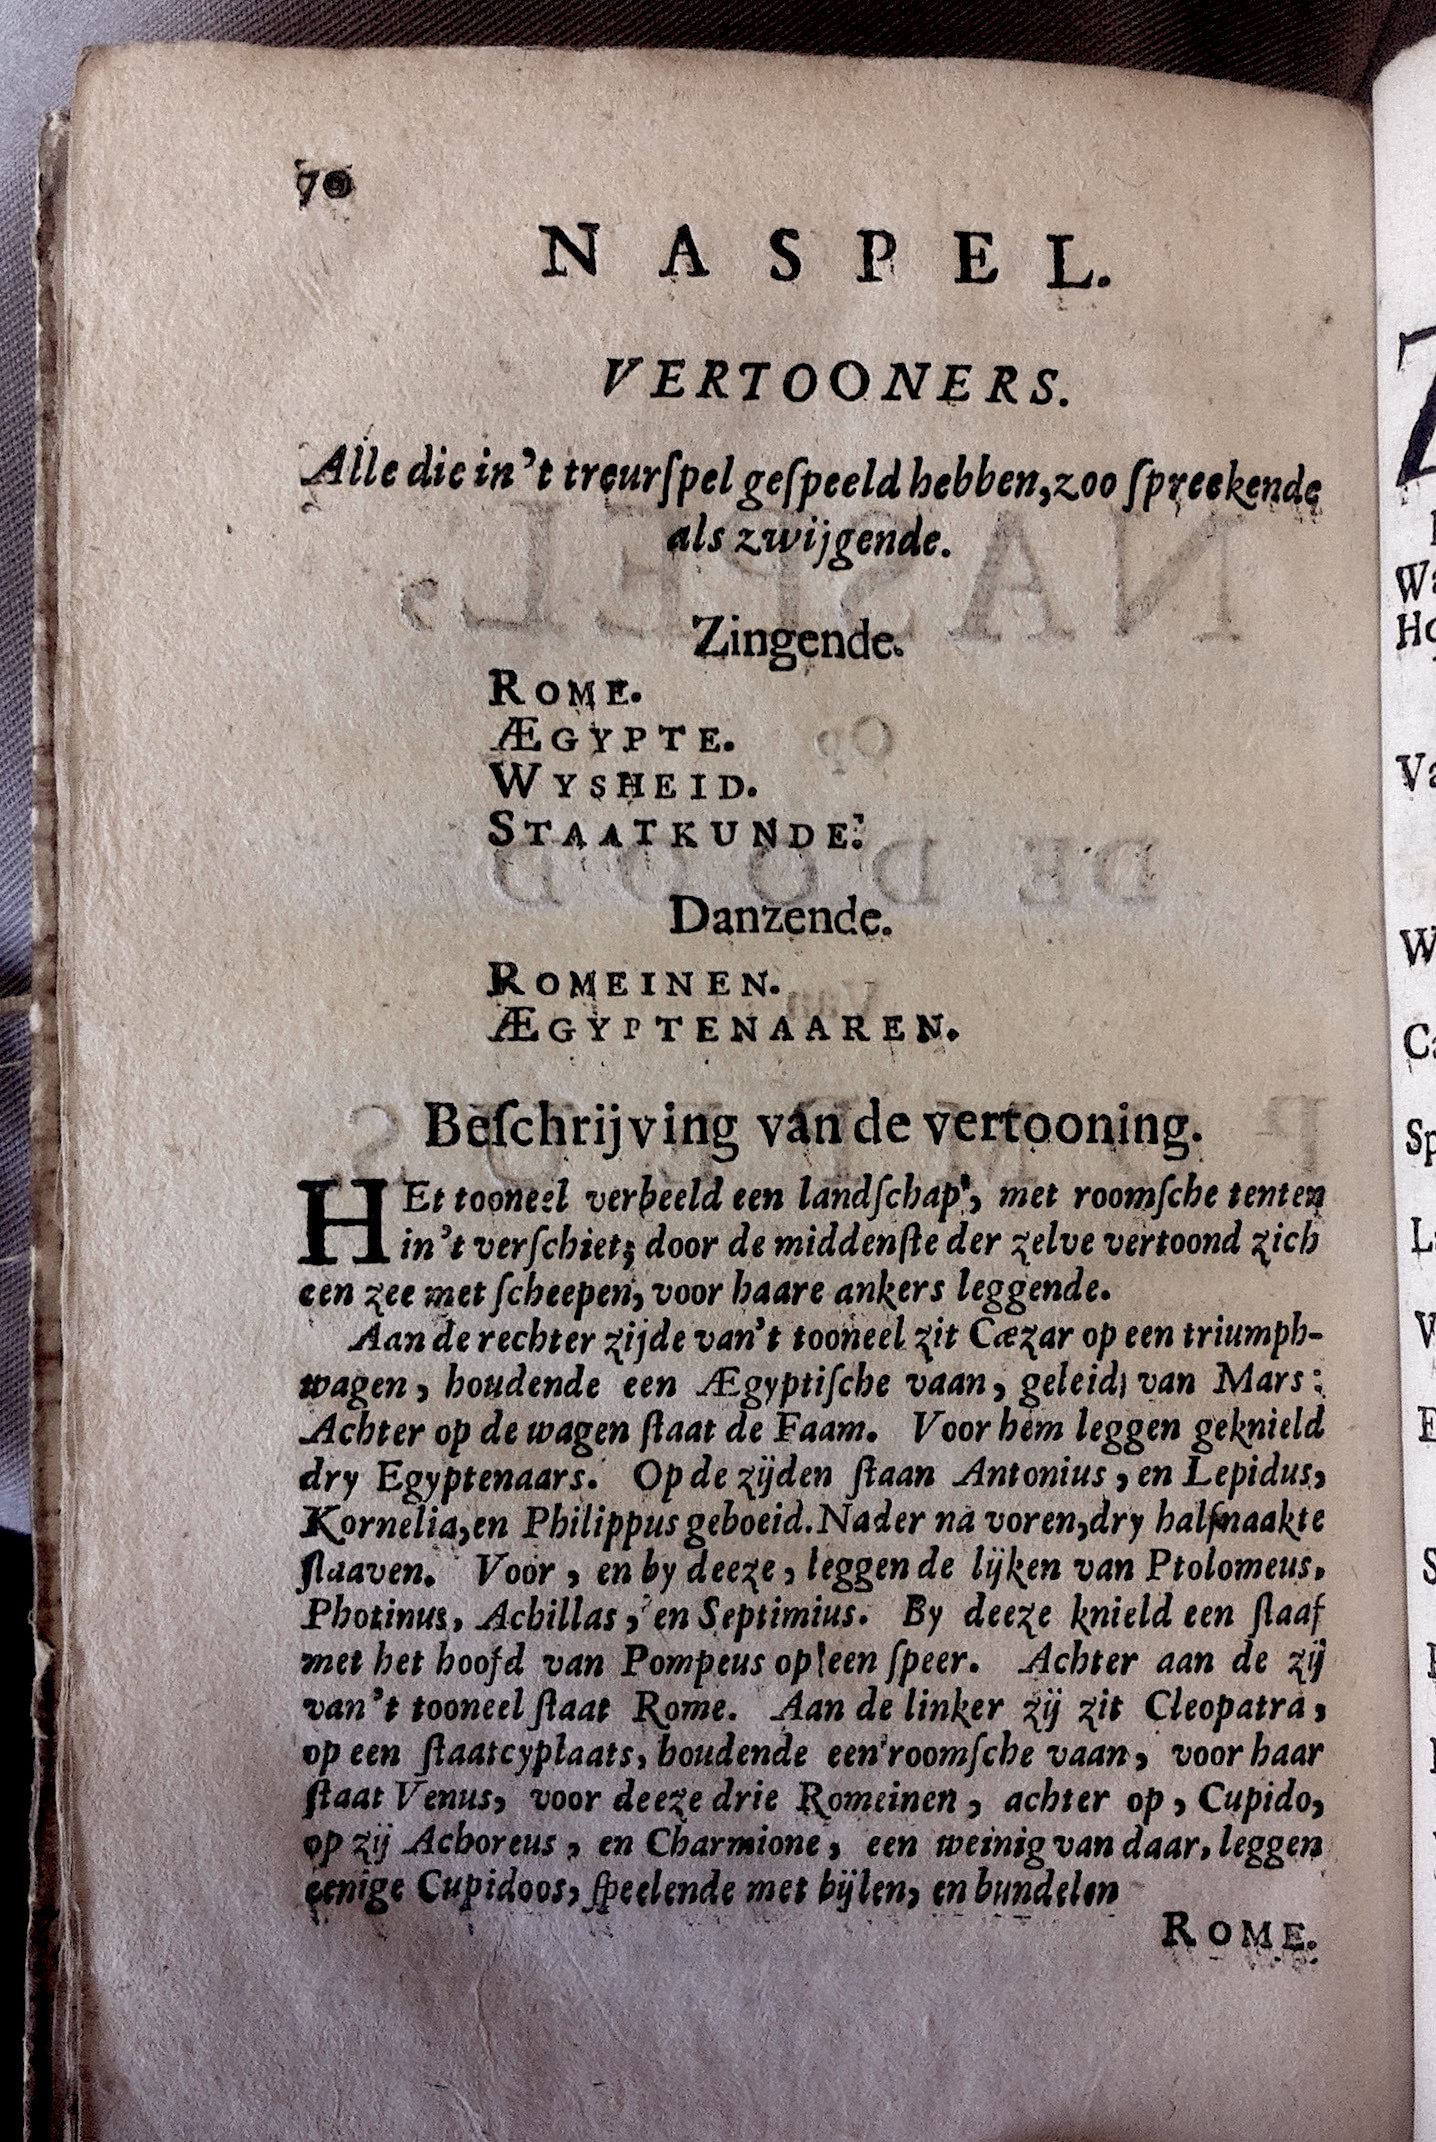 70
NASPEL.
VERTOONERS.
Alle die in't treurſpel geſpeeld hebben, zoo ſpreekende
als zwijgende.
Zingende.
ROME.
ÆGYPTE.
WYSHEID.
STAATKUNDE.
Danzende.
ROMEINEN.
ÆGYPTENAAREN.
Beſchrijving van de vertooning.
HEt tooneel verbeeld een landſchap, met roomſche tenten
in't verſchiet; door de middenſte der zelve vertoond zich
een zee met ſcheepen, voor haare ankers leggende.
Aan de rechter zijde van't tooneel zit Cæzar op een triumph-
wagen, houdende een Ægyptiſche vaan, geleid van Mars:
Achter op de wagen ſtaat de Faam. Voor hem leggen geknield
dry Egyptenaars. Op de zijden ſtaan Antonius, en Lepidus,
Kornelia, en Philippus geboeid. Nader na voren, dry halfnaakte
ſlaaven. Voor, en by deeze, leggen de lijken van Ptolomeus,
Photinus, Achillas, en Septimius. By deeze knield een ſlaaf
met het hoofd van Pompeus op een ſpeer. Achter aan de zij
van't tooneel ſtaat Rome. Aan de linker zij zit Cleopatra,
op een ſtaatcyplaats, houdende een roomſche vaan, voor haar
ſtaat Venus, voor deeze drie Romeinen, achter op, Cupido,
op zij Achoreus, en Charmione, een weinig van daar, leggen
eenige Cupidoos, ſpeelende met bijlen, en bundelen
ROME.